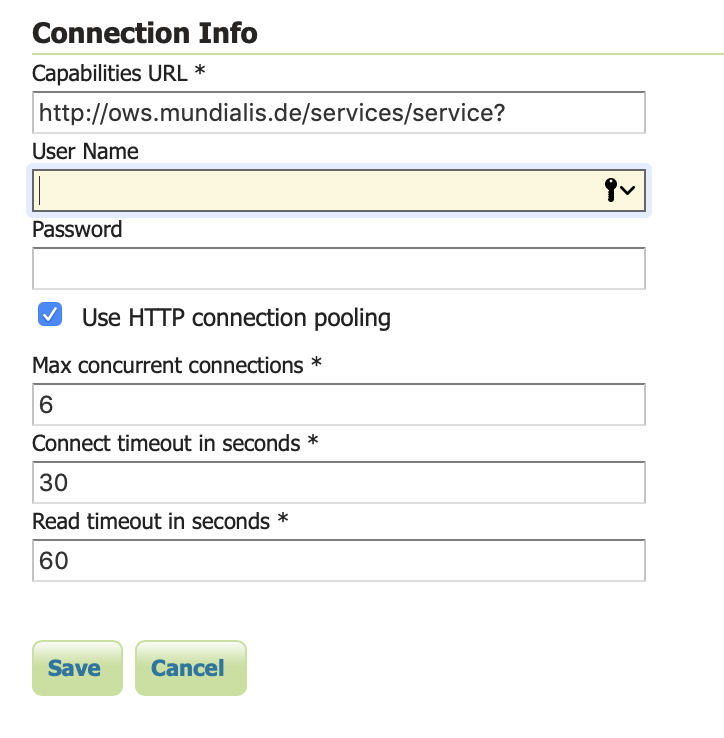 Connection Info
Capabilities URL *
http://ows.mundialis.de/services/service?
User Name
Password
Use HTTP connection pooling
Max concurrent connections *
6
Connect timeout in seconds *
30
Read timeout in seconds *
60
Save Cancel